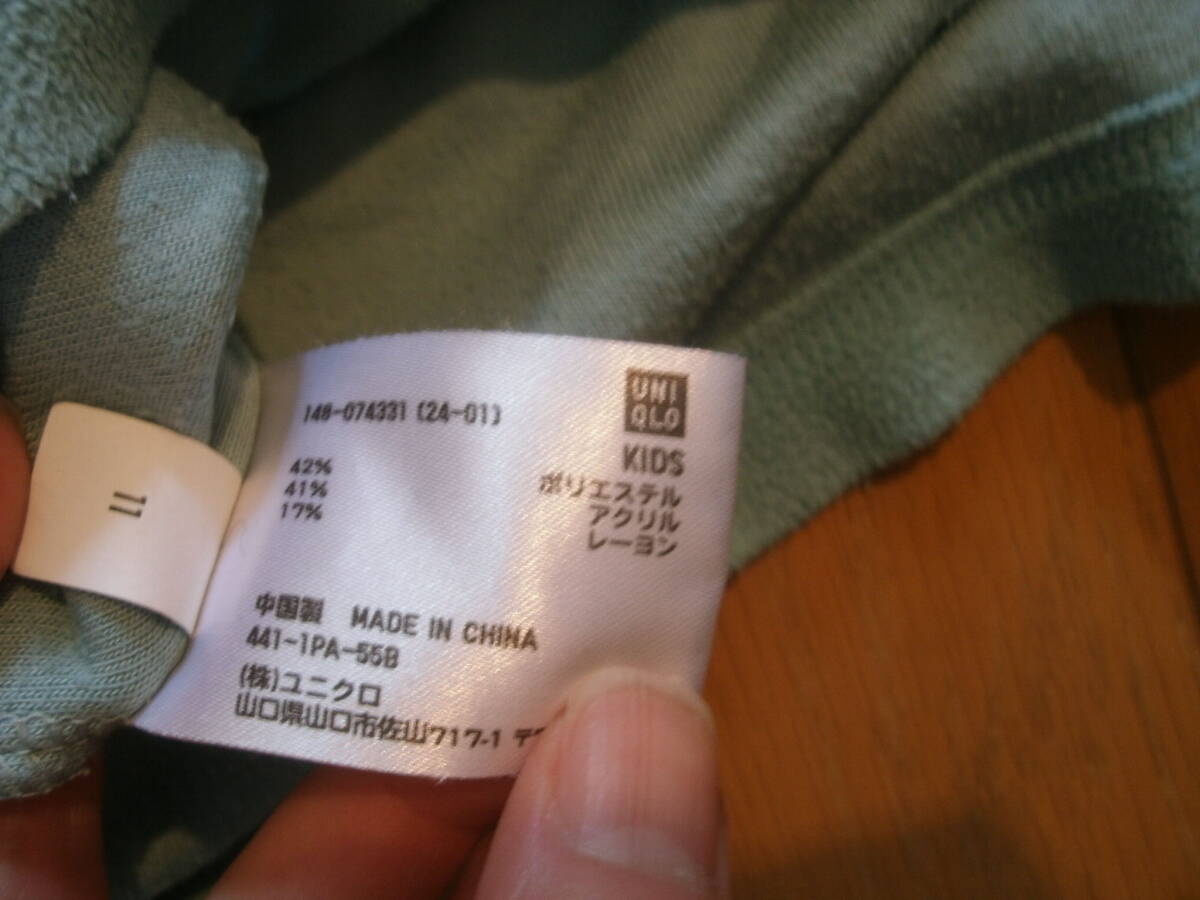 UNI
QLO
148-074331 (24-01)
KIDS
42% ポリエステル
41% アクリル
17% レーヨン
中国製 MADE IN CHINA
441-1PA-55B
(株)ユニクロ
山口県山口市佐山717-1 〒
11